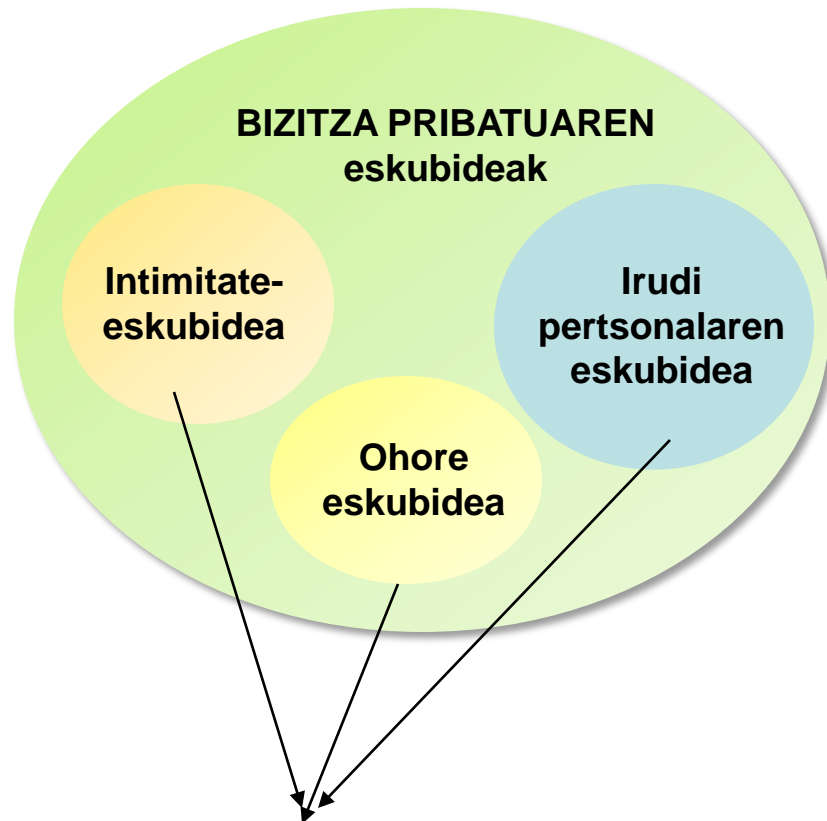 BIZITZA PRIBATUAREN
eskubideak
Intimitate-
eskubidea
Irudi
pertsonalaren
eskubidea
Ohore
eskubidea